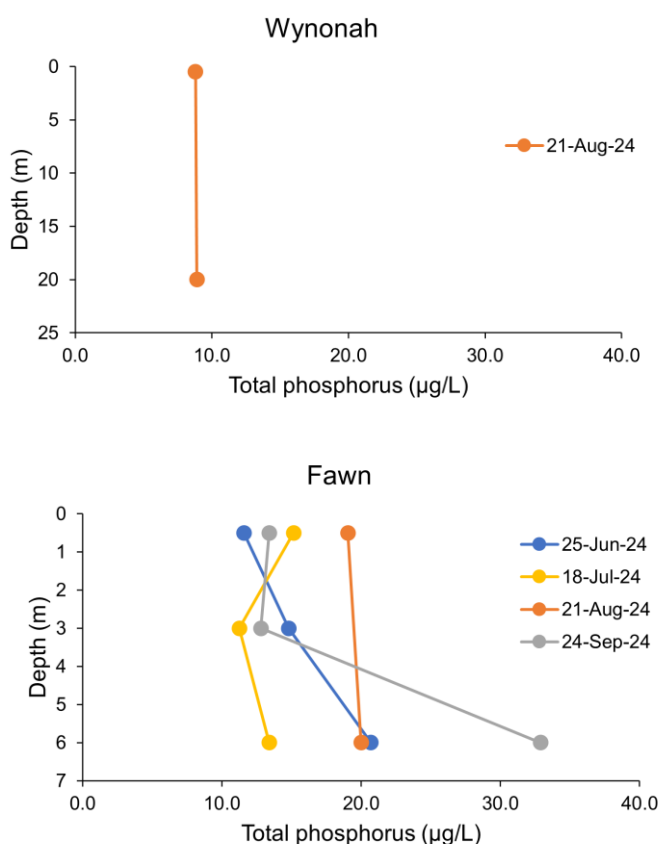 Wynonah
0
5
10
15
20
25
Depth (m)
21-Aug-24
0.0 10.0 20.0 30.0 40.0
Total phosphorus (µg/L)
Fawn
0
1
2
3
4
5
6
7
Depth (m)
25-Jun-24
18-Jul-24
21-Aug-24
24-Sep-24
0.0 10.0 20.0 30.0 40.0
Total phosphorus (µg/L)